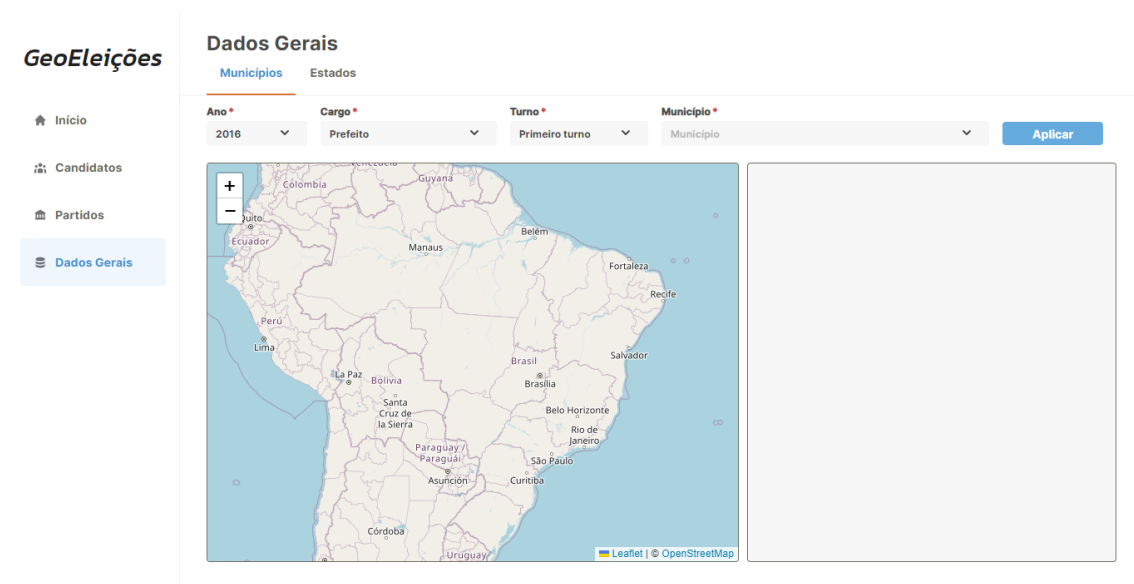 GeoEleições
Início
Candidatos
Partidos
Dados Gerais
Dados Gerais
Municípios Estados
Ano * Cargo * Turno * Município *
2016 Prefeito Primeiro turno Município Aplicar
+
−
Colombia
Guyana
Quito
Ecuador
Belém
Manaus
Fortaleza
Recife
Perú
Lima
Brasil
Salvador
La Paz
Bolivia
Brasília
Santa
Cruz de
la Sierra
Belo Horizonte
Rio de
Janeiro
Paraguay /
Paraguái
São Paulo
Asunción
Curitiba
Córdoba
Uruguay
Leaflet | © OpenStreetMap